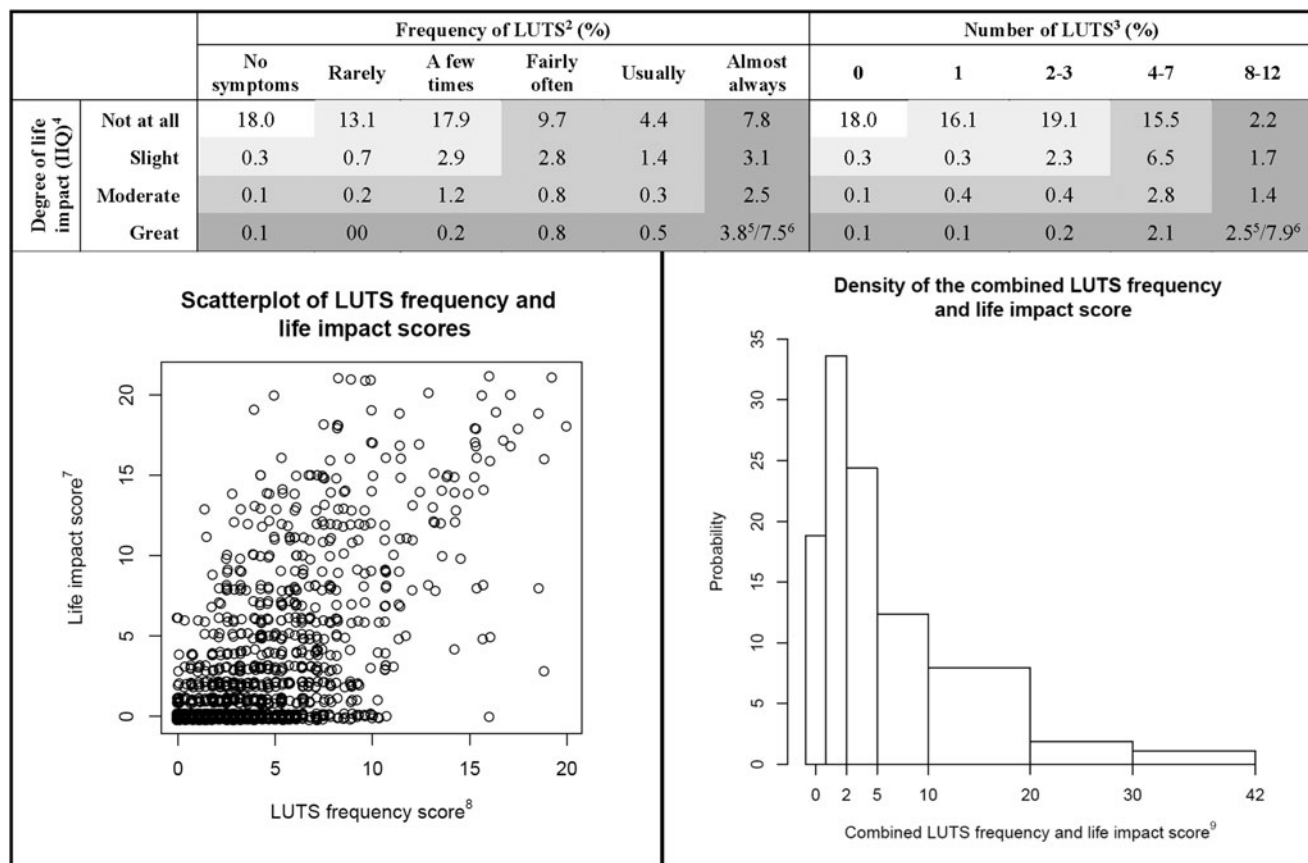 Frequency of LUTS² (%) Number of LUTS³ (%)
No symptoms Rarely A few times Fairly often Usually Almost always 0 1 2-3 4-7 8-12
Degree of life impact (IIQ)⁴
Not at all 18.0 13.1 17.9 9.7 4.4 7.8 18.0 16.1 19.1 15.5 2.2
Slight 0.3 0.7 2.9 2.8 1.4 3.1 0.3 0.3 2.3 6.5 1.7
Moderate 0.1 0.2 1.2 0.8 0.3 2.5 0.1 0.4 0.4 2.8 1.4
Great 0.1 00 0.2 0.8 0.5 3.8⁵/7.5⁶ 0.1 0.1 0.2 2.1 2.5⁵/7.9⁶
Scatterplot of LUTS frequency and
life impact scores
20
15
10
5
0
Life impact score⁷
0 5 10 15 20
LUTS frequency score⁸
Density of the combined LUTS frequency
and life impact score
35
30
25
20
15
10
5
0
Probability
0 2 5 10 20 30 42
Combined LUTS frequency and life impact score⁹